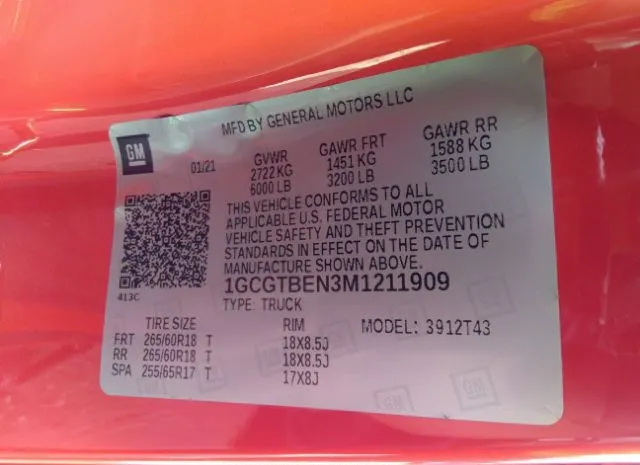 MFD BY GENERAL MOTORS LLC
GM
01/21
GVWR GAWR FRT GAWR RR
2722 KG 1451 KG 1588 KG
6000 LB 3200 LB 3500 LB
THIS VEHICLE CONFORMS TO ALL
APPLICABLE U.S. FEDERAL MOTOR
VEHICLE SAFETY AND THEFT PREVENTION
STANDARDS IN EFFECT ON THE DATE OF
MANUFACTURE SHOWN ABOVE.
413C
1GCGTBEN3M1211909
TYPE: TRUCK
TIRE SIZE RIM MODEL: 3912T43
FRT 265/60R18 T 18X8.5J
RR 265/60R18 T 18X8.5J
SPA 255/65R17 T 17X8J
GM
GM